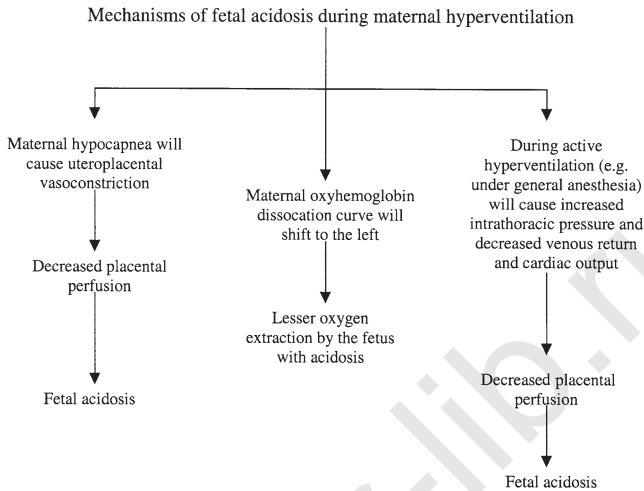 Mechanisms of fetal acidosis during maternal hyperventilation
Maternal hypocapnea will
cause uteroplacental
vasoconstriction
Decreased placental
perfusion
Fetal acidosis
Maternal oxyhemoglobin
dissocation curve will
shift to the left
Lesser oxygen
extraction by the fetus
with acidosis
During active
hyperventilation (e.g.
under general anesthesia)
will cause increased
intrathoracic pressure and
decreased venous return
and cardiac output
Decreased placental
perfusion
Fetal acidosis